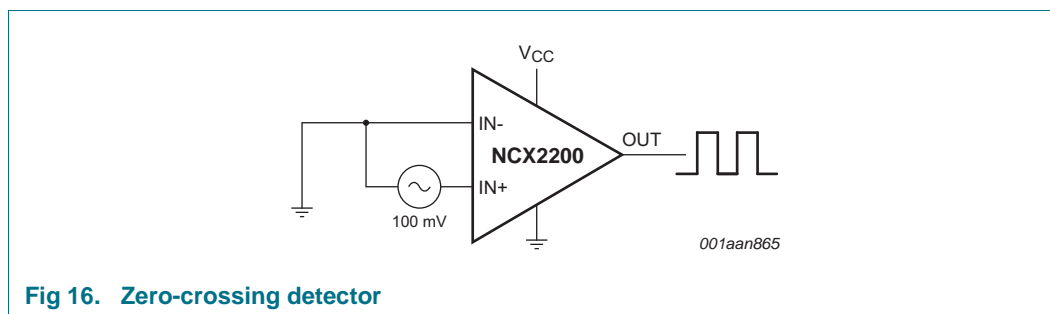 VCC
IN-
OUT
NCX2200
IN+
100 mV
001aan865
Fig 16. Zero-crossing detector